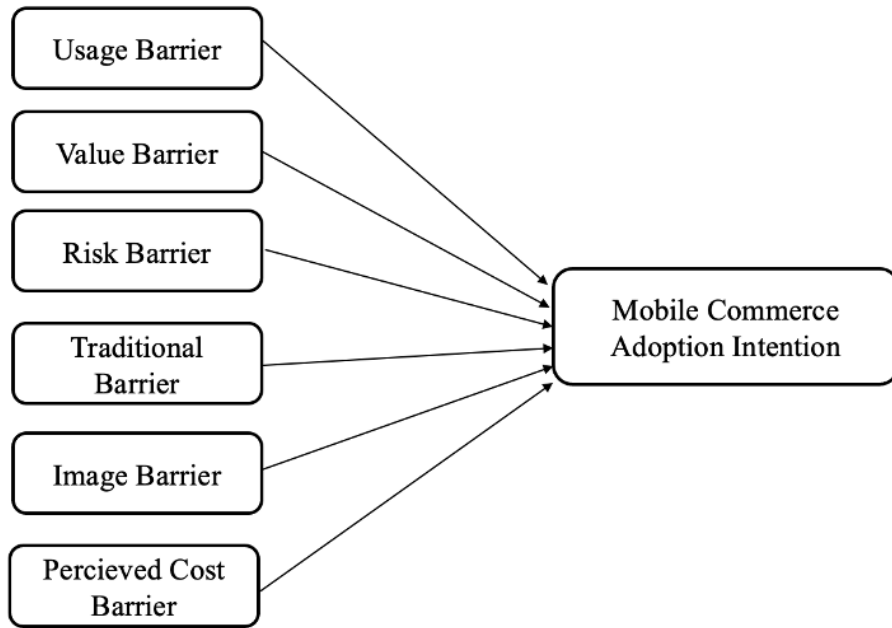 Usage Barrier
Value Barrier
Risk Barrier
Traditional
Barrier
Image Barrier
Percieved Cost
Barrier
Mobile Commerce
Adoption Intention